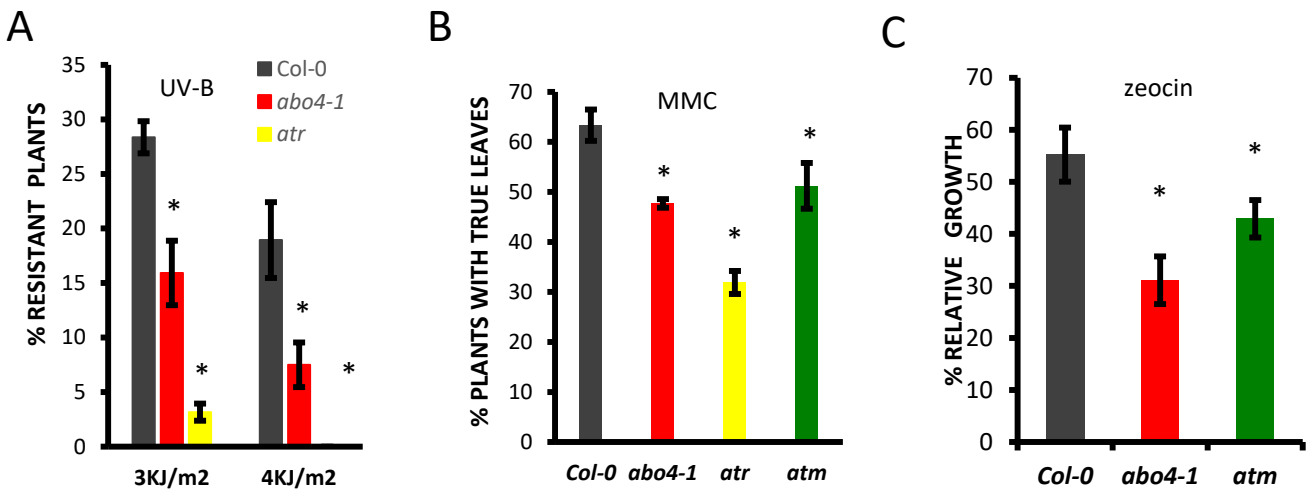 A
% RESISTANT PLANTS
35
30
25
20
15
10
5
0
UV-B
Col-0
abo4-1
atr
*
*
*
*
3KJ/m2
4KJ/m2
B
% PLANTS WITH TRUE LEAVES
70
60
50
40
30
20
10
0
MMC
*
*
*
Col-0
abo4-1
atr
atm
C
% RELATIVE GROWTH
70
60
50
40
30
20
10
0
zeocin
*
*
Col-0
abo4-1
atm